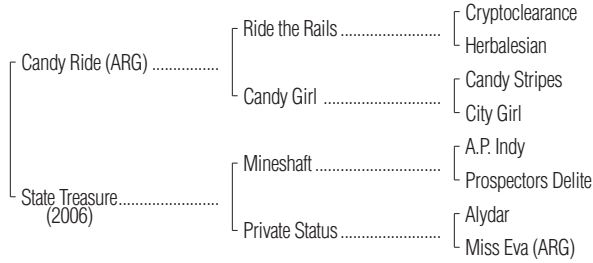 Cryptoclearance
Ride the Rails ....................
Herbalesian
Candy Ride (ARG) ................
Candy Stripes
Candy Girl ........................
City Girl
A.P. Indy
Mineshaft .........................
Prospectors Delite
State Treasure......................
(2006)
Alydar
Private Status ....................
Miss Eva (ARG)